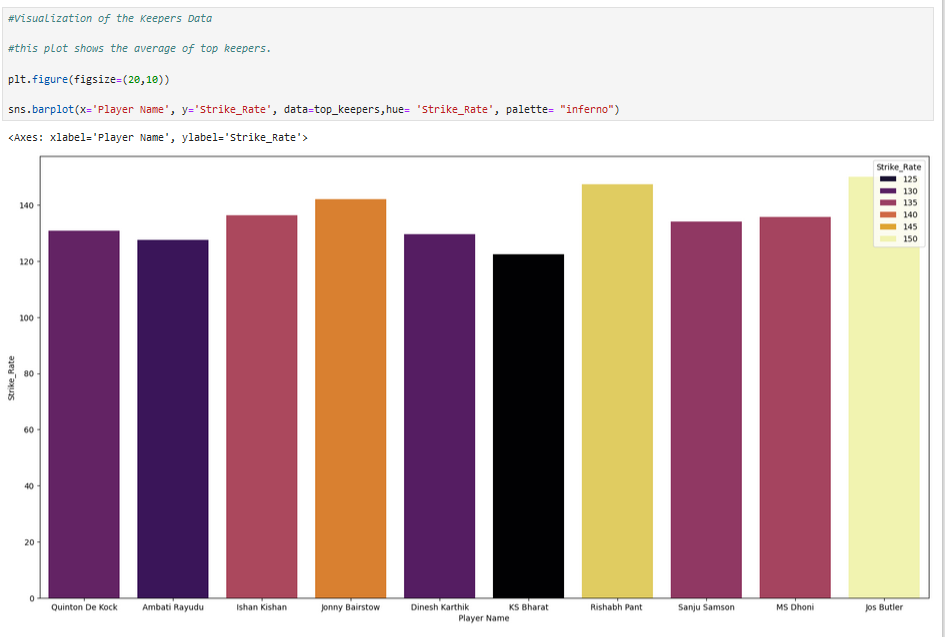 #Visualization of the Keepers Data
#this plot shows the average of top keepers.
plt.figure(figsize=(20,10))
sns.barplot(x='Player Name', y='Strike_Rate', data=top_keepers,hue= 'Strike_Rate', palette= "inferno")
<Axes: xlabel='Player Name', ylabel='Strike_Rate'>
Strike_Rate
125
130
135
140
145
150
140
120
100
80
60
40
20
0
Strike_Rate
Quinton De Kock Ambati Rayudu Ishan Kishan Jonny Bairstow Dinesh Karthik KS Bharat Rishabh Pant Sanju Samson MS Dhoni Jos Butler
Player Name